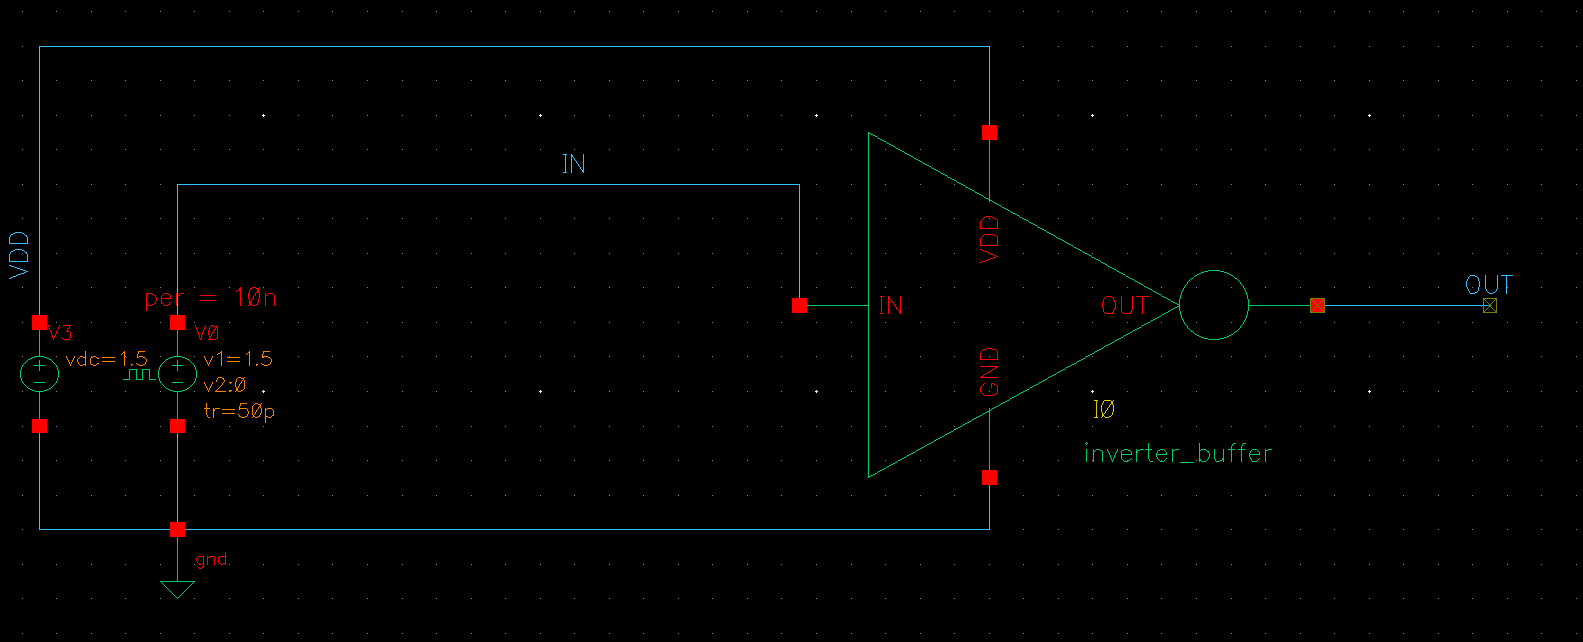 IN
VDD
VDD
per = 10n
OUT
IN
OUT
V3
V0
vdc=1.5
v1=1.5
v2:0
tr=50p
GND
I0
inverter_buffer
gnd